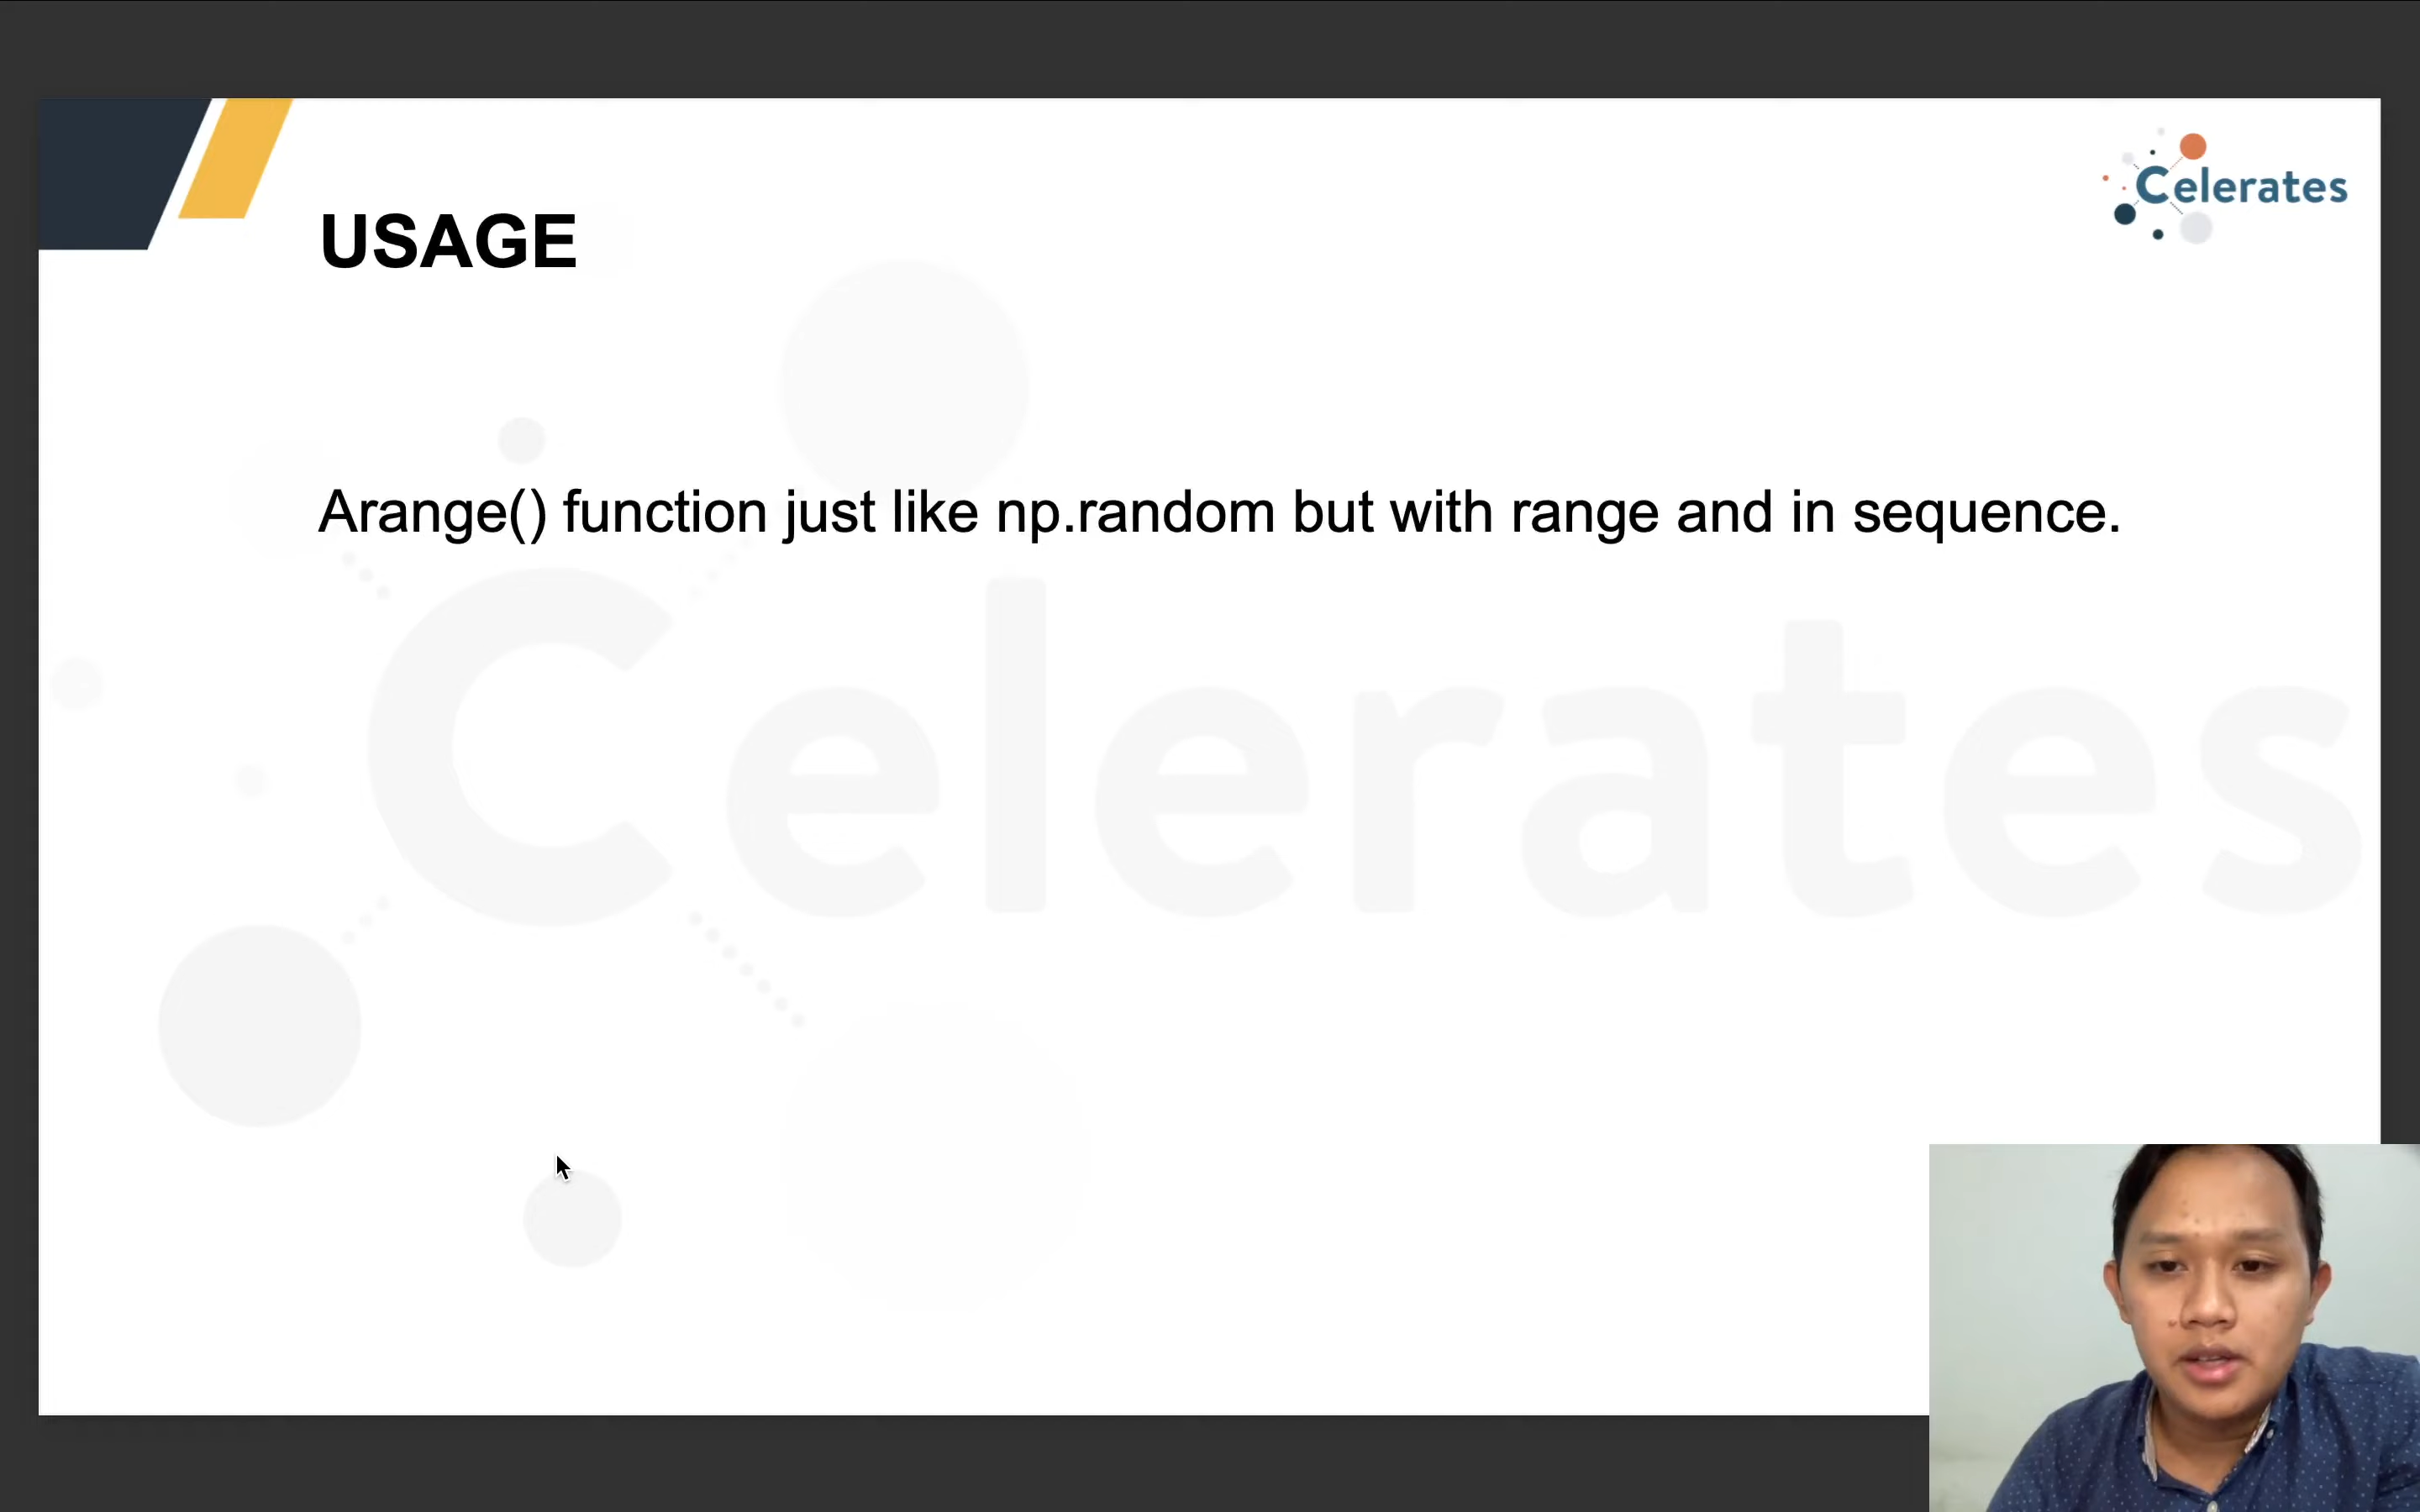 Celerates
USAGE
Arange() function just like np.random but with range and in sequence.
Celerates